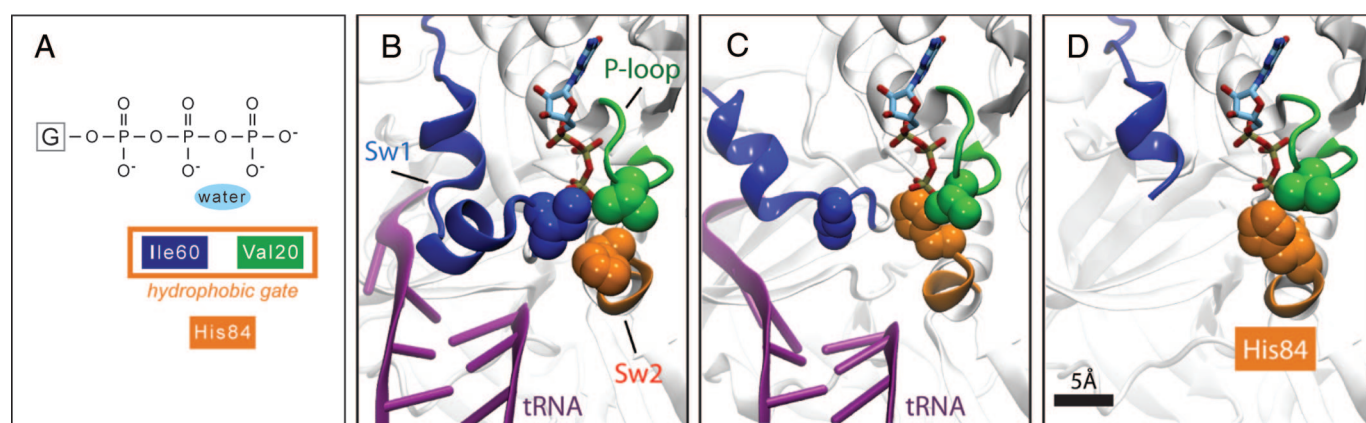 A
O O O
G O P O P O P O-
O- O- O-
water
Ile60 Val20
hydrophobic gate
His84
B
P-loop
Sw1
Sw2
tRNA
C
tRNA
D
His84
5Å